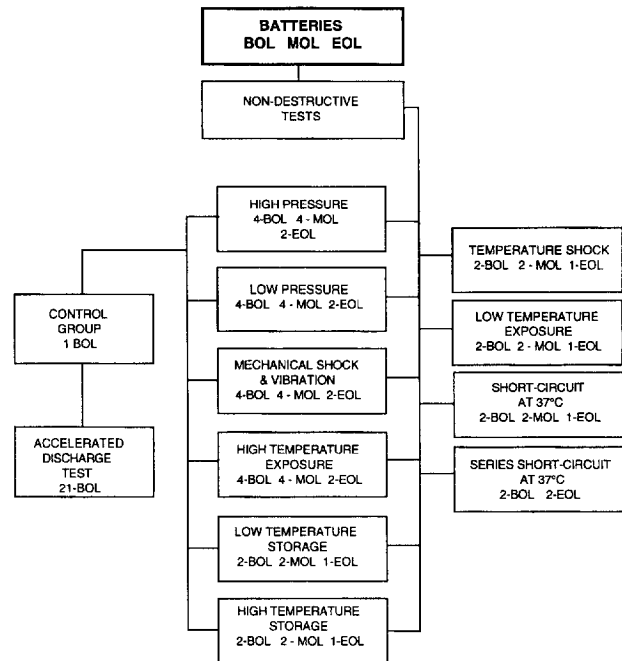 BATTERIES
BOL MOL EOL
NON-DESTRUCTIVE
TESTS
HIGH PRESSURE
4-BOL 4 - MOL
2-EOL
LOW PRESSURE
4-BOL 4 - MOL 2-EOL
MECHANICAL SHOCK
& VIBRATION
4-BOL 4 - MOL 2-EOL
HIGH TEMPERATURE
EXPOSURE
4-BOL 4 - MOL 2-EOL
LOW TEMPERATURE
STORAGE
2-BOL 2-MOL 1-EOL
HIGH TEMPERATURE
STORAGE
2-BOL 2 - MOL 1-EOL
CONTROL
GROUP
1 BOL
ACCELERATED
DISCHARGE
TEST
21-BOL
TEMPERATURE SHOCK
2-BOL 2 - MOL 1-EOL
LOW TEMPERATURE
EXPOSURE
2-BOL 2 - MOL 1-EOL
SHORT-CIRCUIT
AT 37°C
2-BOL 2-MOL 1-EOL
SERIES SHORT-CIRCUIT
AT 37°C
2-BOL 2-EOL